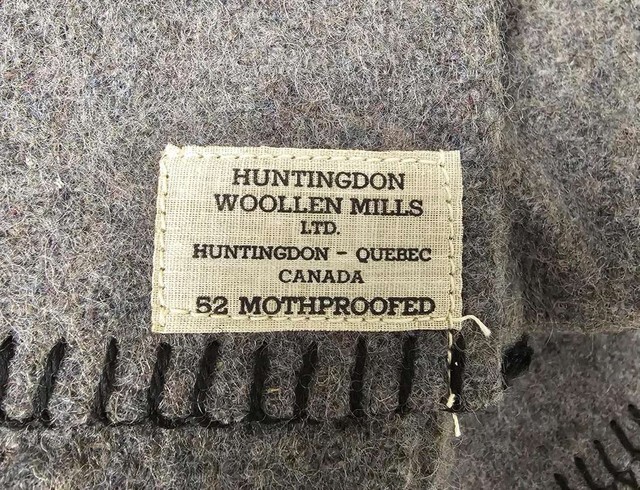 HUNTINGDON
WOOLLEN MILLS
LTD.
HUNTINGDON - QUEBEC
CANADA
52 MOTHPROOFED